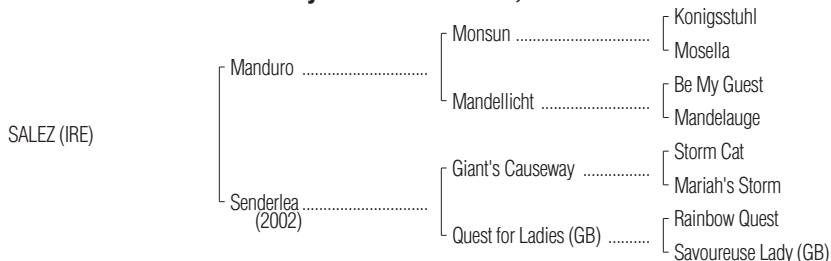 Konigsstuhl
Monsun ..............................
Mosella
Manduro ..............................
Be My Guest
Mandellicht ..........................
Mandelauge
SALEZ (IRE)
Storm Cat
Giant's Causeway .................
Mariah's Storm
Senderlea ..............................
(2002)
Rainbow Quest
Quest for Ladies (GB) ..........
Savoureuse Lady (GB)